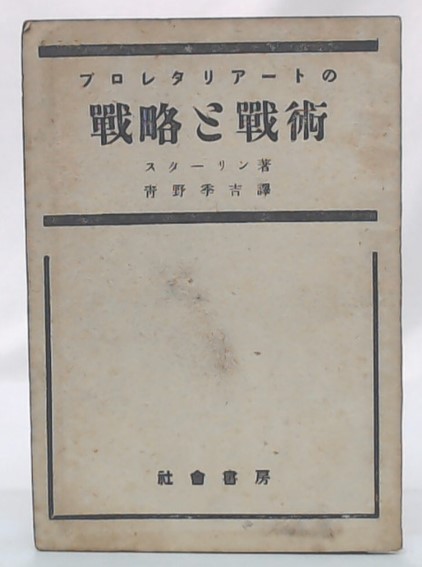 プロレタリアートの
戰略と戰術
スターリン著
靑野季吉譯
社會書房